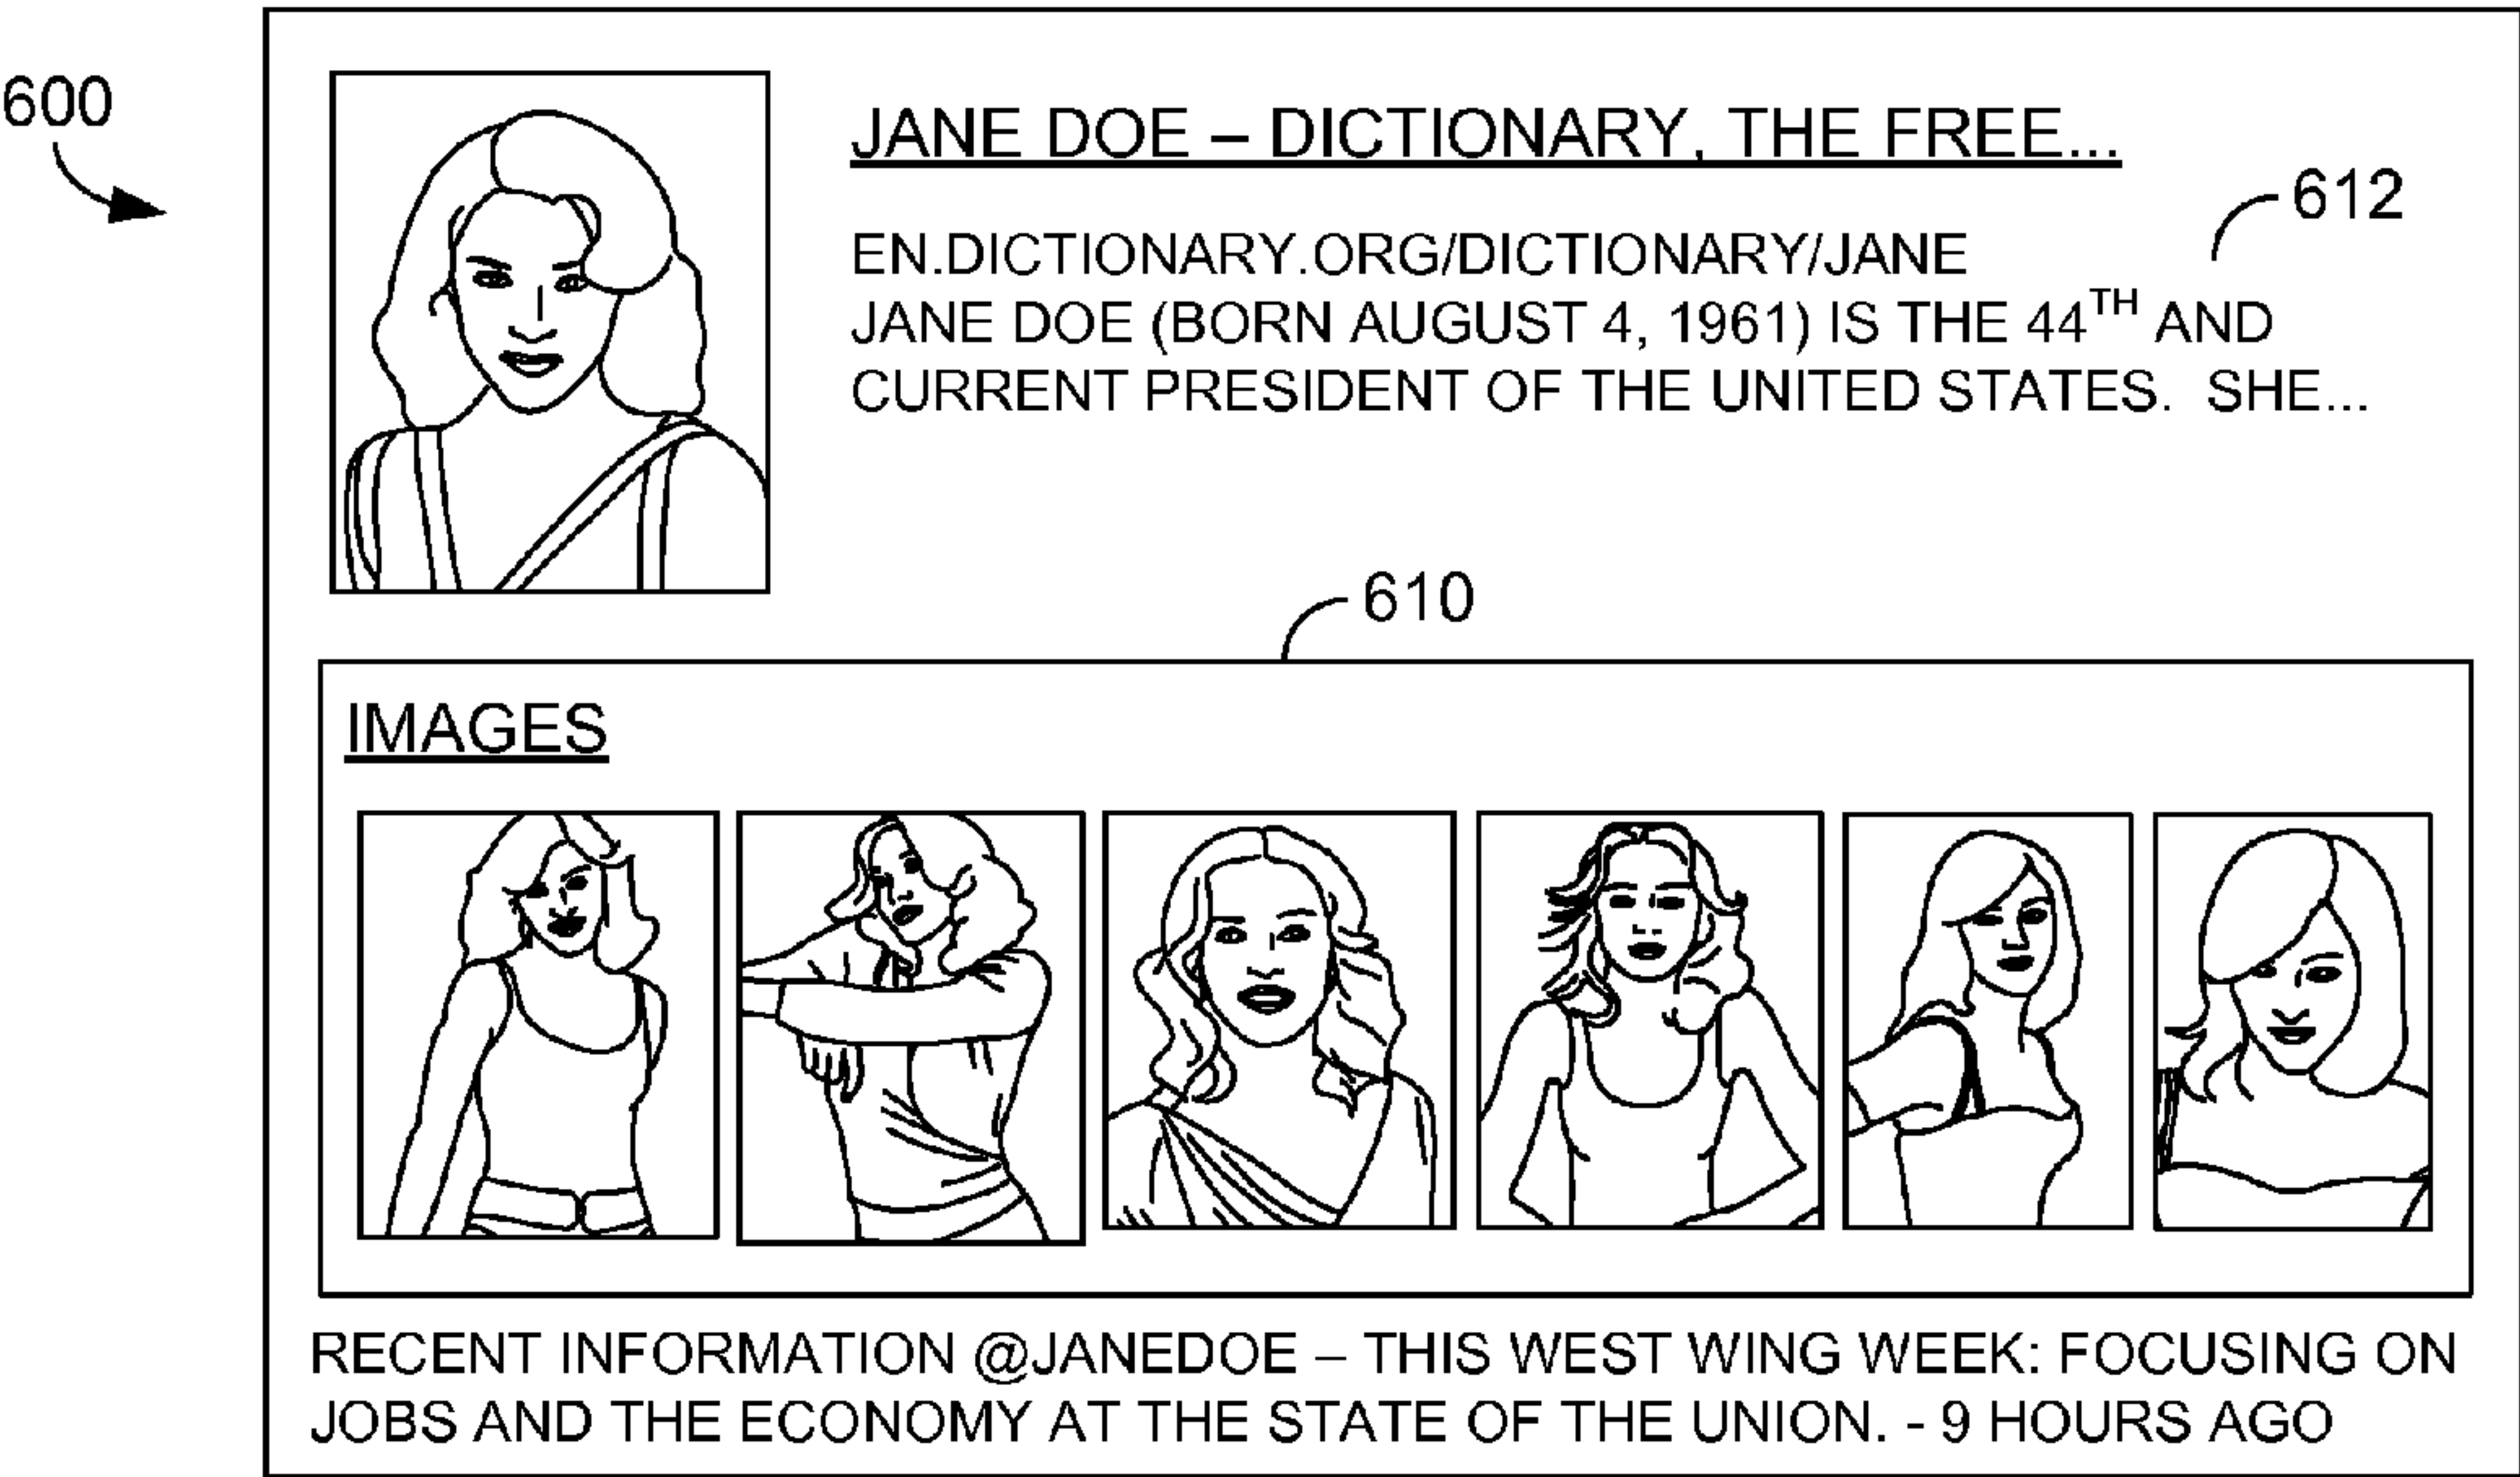 600
JANE DOE – DICTIONARY, THE FREE...
612
EN.DICTIONARY.ORG/DICTIONARY/JANE
JANE DOE (BORN AUGUST 4, 1961) IS THE 44TH AND
CURRENT PRESIDENT OF THE UNITED STATES. SHE...
610
IMAGES
RECENT INFORMATION @JANEDOE – THIS WEST WING WEEK: FOCUSING ON
JOBS AND THE ECONOMY AT THE STATE OF THE UNION. - 9 HOURS AGO